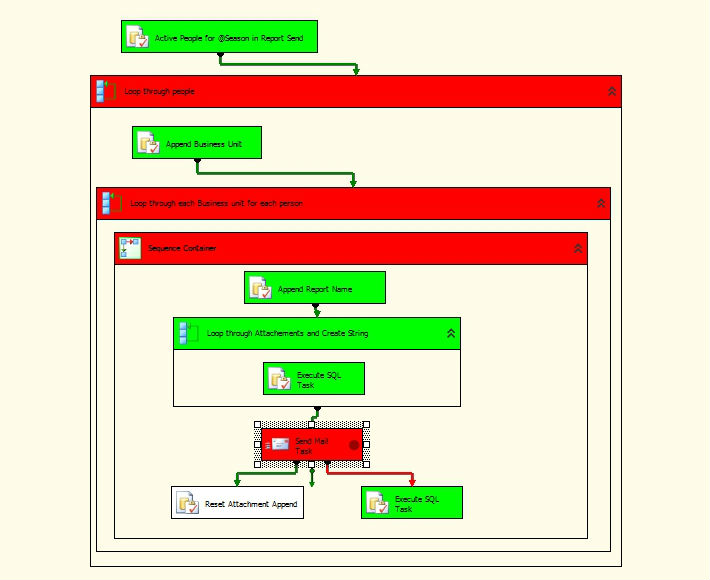 Active People for @Season in Report Send
Loop through people
Append Business Unit
Loop through each Business unit for each person
Sequence Container
Append Report Name
Loop through Attachements and Create String
Execute SQL
Task
Send Mail
Task
Reset Attachment Append
Execute SQL
Task